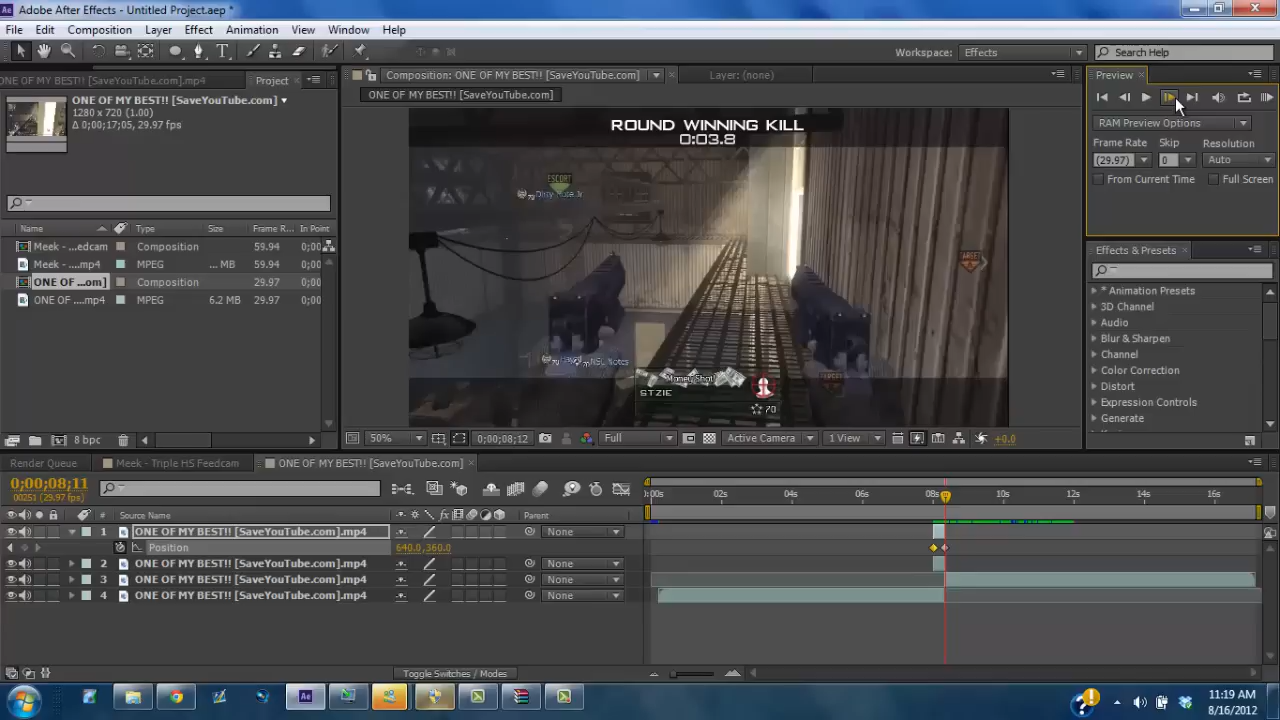 Adobe After Effects - Untitled Project.aep *
File Edit Composition Layer Effect Animation View Window Help
Workspace: Effects Search Help
ONE OF MY BEST!! [SaveYouTube.com].mp4 Project
Composition: ONE OF MY BEST!! [SaveYouTube.com] Layer: (none)
Preview
ONE OF MY BEST!! [SaveYouTube.com]
1280 x 720 (1.00)
Δ 0;00;17;05, 29.97 fps
ONE OF MY BEST!! [SaveYouTube.com]
ROUND WINNING KILL
0:03.8
ESCORT
Money Shot!
STZIE
70
RAM Preview Options
Frame Rate Skip Resolution
(29.97) 0 Auto
From Current Time Full Screen
Name Type Size Frame R... In Point
Meek - ...edcam Composition 59.94 0;00
Meek - ....mp4 MPEG ... MB 59.94 0;00
ONE OF ...om] Composition 29.97 0;00
ONE OF ....mp4 MPEG 6.2 MB 29.97 0;00
Effects & Presets
* Animation Presets
3D Channel
Audio
Blur & Sharpen
Channel
Color Correction
Distort
Expression Controls
Generate
8 bpc
50% 0;00;08;12 Full Active Camera 1 View +0.0
Render Queue Meek - Triple HS Feedcam ONE OF MY BEST!! [SaveYouTube.com]
0;00;08;11
00251 (29.97 fps)
:00s 02s 04s 06s 08s 10s 12s 14s 16s
# Source Name Parent
1 ONE OF MY BEST!! [SaveYouTube.com].mp4 None
Position 640.0,360.0
2 ONE OF MY BEST!! [SaveYouTube.com].mp4 None
3 ONE OF MY BEST!! [SaveYouTube.com].mp4 None
4 ONE OF MY BEST!! [SaveYouTube.com].mp4 None
Toggle Switches / Modes
11:19 AM
8/16/2012